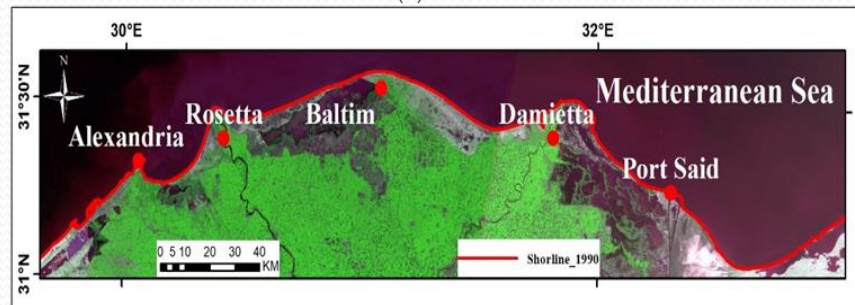 30°E 32°E
31°30'N
31°N
N
Mediterranean Sea
Rosetta Baltim Damietta
Alexandria
Port Said
0 5 10 20 30 40
KM
Shorline_1990